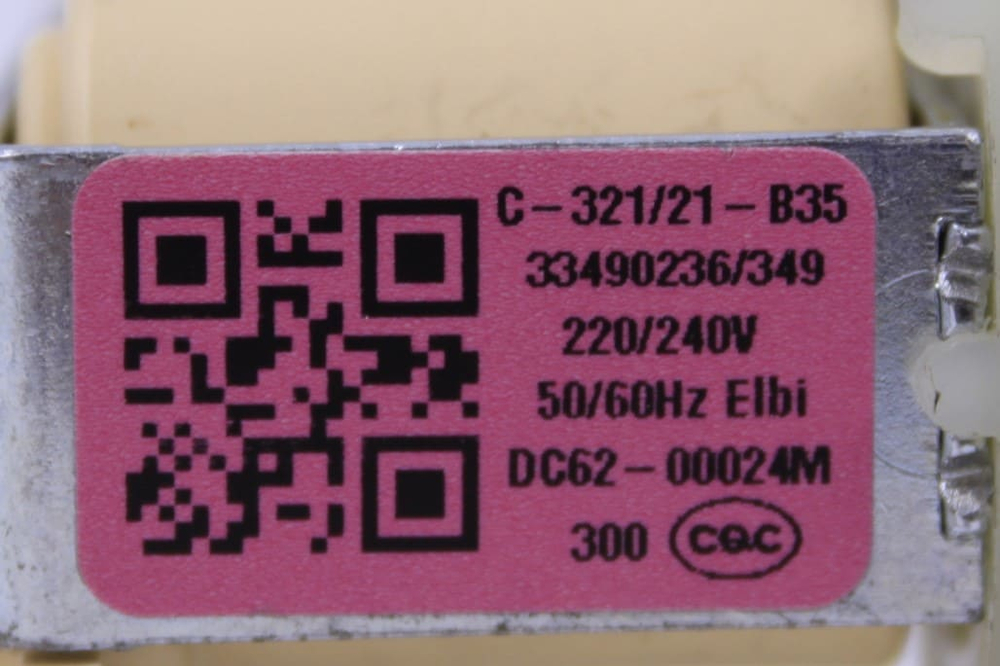 C-321/21-B35
33490236/349
220/240V
50/60Hz Elbi
DC62-00024M
300 CQC